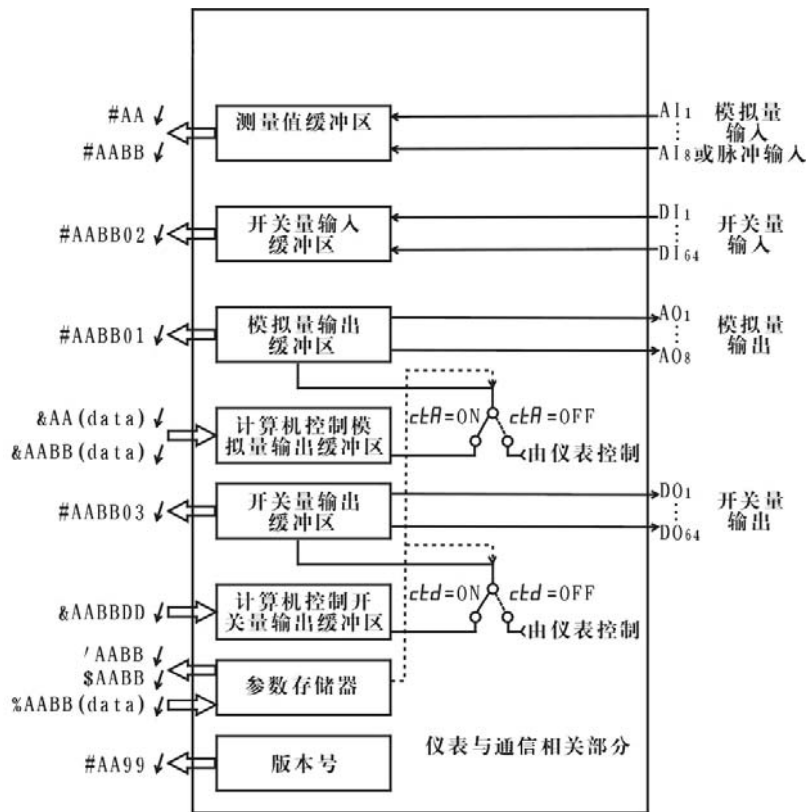 #AA ↙
#AABB ↙
测量值缓冲区
AI1
⋮
AI8
模拟量
输入
或脉冲输入
#AABB02 ↙
开关量输入
缓冲区
DI1
⋮
DI64
开关量
输入
#AABB01 ↙
模拟量输出
缓冲区
AO1
⋮
AO8
模拟量
输出
&AA(data) ↙
&AABB(data) ↙
计算机控制模
拟量输出缓冲区
ctA=ON
ctA=OFF
由仪表控制
#AABB03 ↙
开关量输出
缓冲区
DO1
⋮
DO64
开关量
输出
&AABBDD ↙
计算机控制开
关量输出缓冲区
ctd=ON
ctd=OFF
由仪表控制
'AABB ↙
$AABB ↙
%AABB(data) ↙
参数存储器
#AA99 ↙
版本号
仪表与通信相关部分